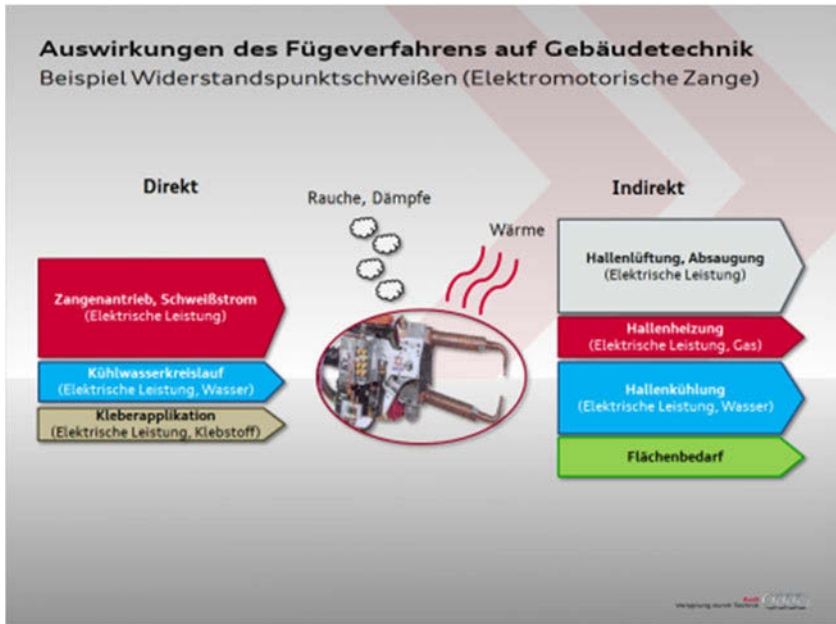 Auswirkungen des Fügeverfahrens auf Gebäudetechnik
Beispiel Widerstandspunktschweißen (Elektromotorische Zange)
Direkt
Rauche, Dämpfe
Wärme
Indirekt
Zangenantrieb, Schweißstrom
(Elektrische Leistung)
Kühlwasserkreislauf
(Elektrische Leistung, Wasser)
Kleberapplikation
(Elektrische Leistung, Klebstoff)
Hallenlüftung, Absaugung
(Elektrische Leistung)
Hallenheizung
(Elektrische Leistung, Gas)
Hallenkühlung
(Elektrische Leistung, Wasser)
Flächenbedarf
Audi
Vorsprung durch Technik